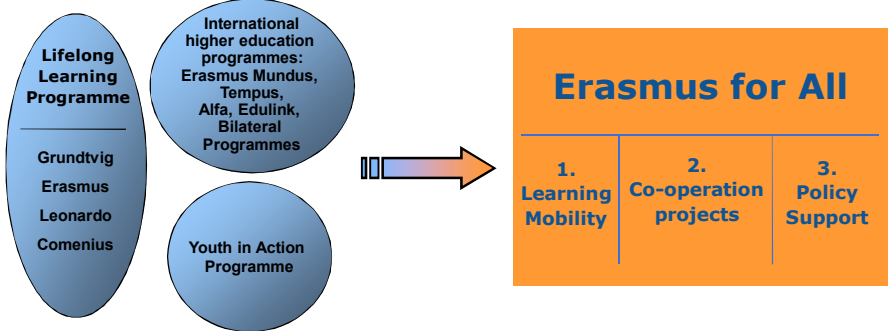 Lifelong
Learning
Programme
Grundtvig
Erasmus
Leonardo
Comenius
International
higher education
programmes:
Erasmus Mundus,
Tempus,
Alfa, Edulink,
Bilateral
Programmes
Youth in Action
Programme
Erasmus for All
1.
Learning
Mobility
2.
Co-operation
projects
3.
Policy
Support